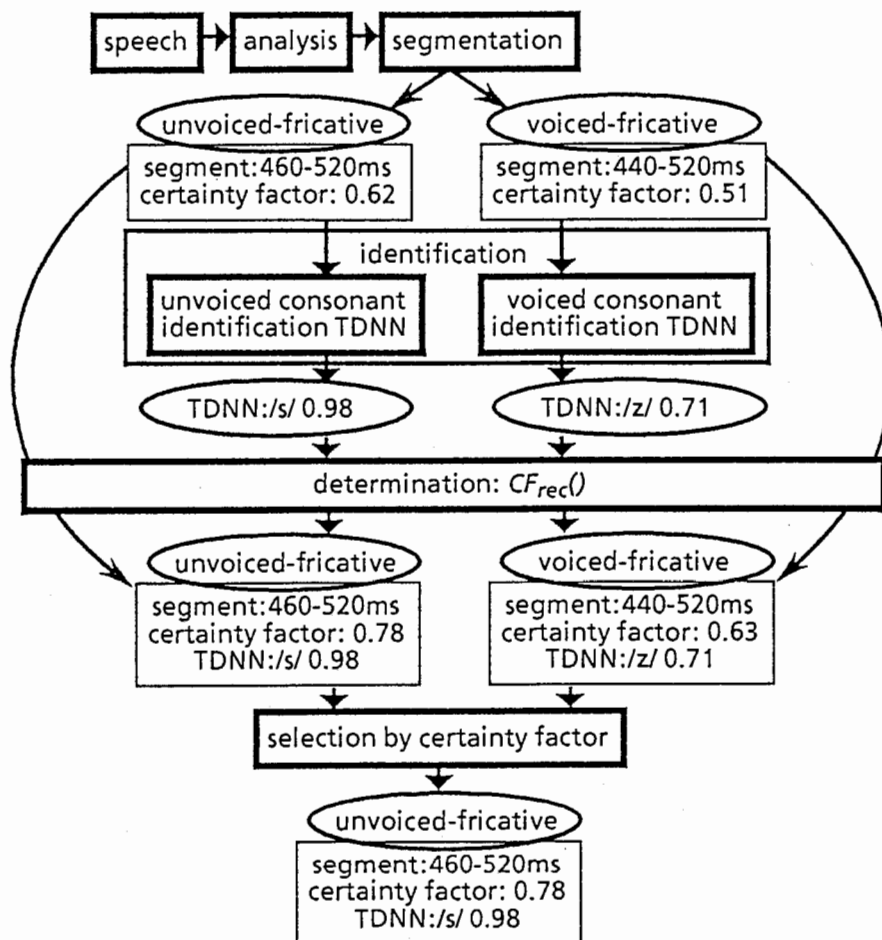 speech
analysis
segmentation
unvoiced-fricative
segment:460-520ms
certainty factor: 0.62
voiced-fricative
segment:440-520ms
certainty factor: 0.51
identification
unvoiced consonant
identification TDNN
voiced consonant
identification TDNN
TDNN:/s/ 0.98
TDNN:/z/ 0.71
determination: CFrec()
unvoiced-fricative
segment:460-520ms
certainty factor: 0.78
TDNN:/s/ 0.98
voiced-fricative
segment:440-520ms
certainty factor: 0.63
TDNN:/z/ 0.71
selection by certainty factor
unvoiced-fricative
segment:460-520ms
certainty factor: 0.78
TDNN:/s/ 0.98